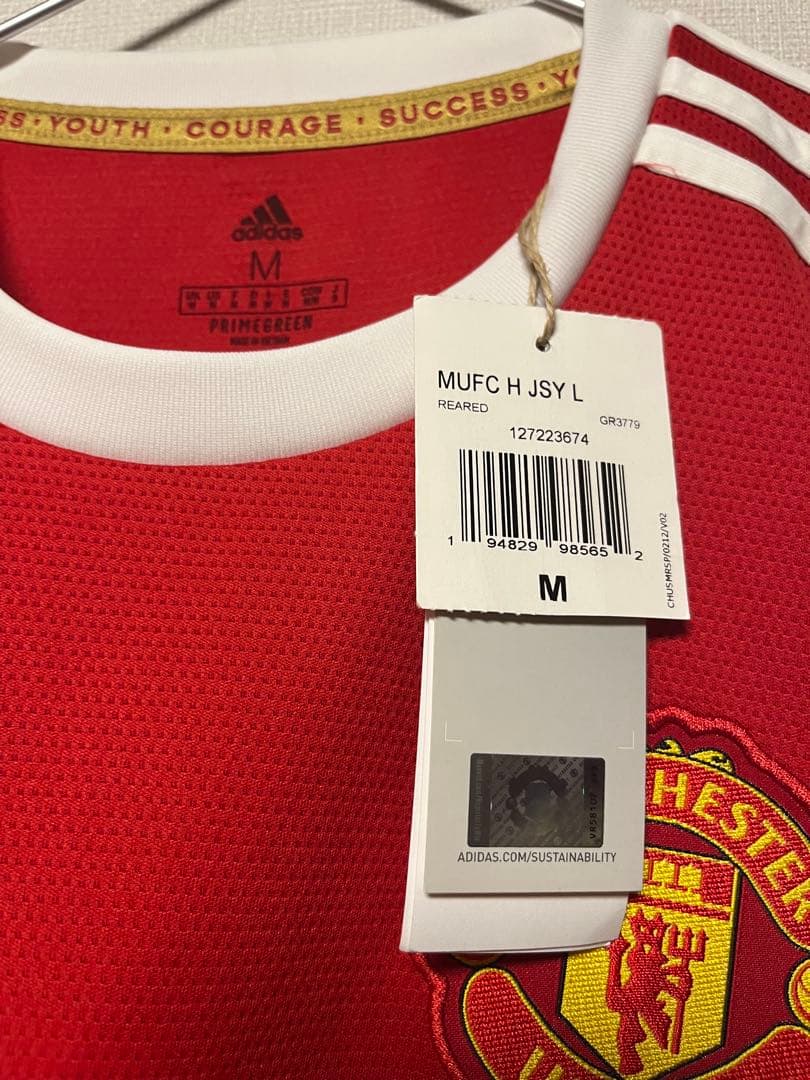 SS · YOUTH · COURAGE · SUCCESS · YO
adidas
M
PRIMEGREEN
MUFC H JSY L
REARED
GR3779
127223674
1 94829 98565 2
M
CHUSMRSP/0212/V02
ADIDAS.COM/SUSTAINABILITY
HESTER